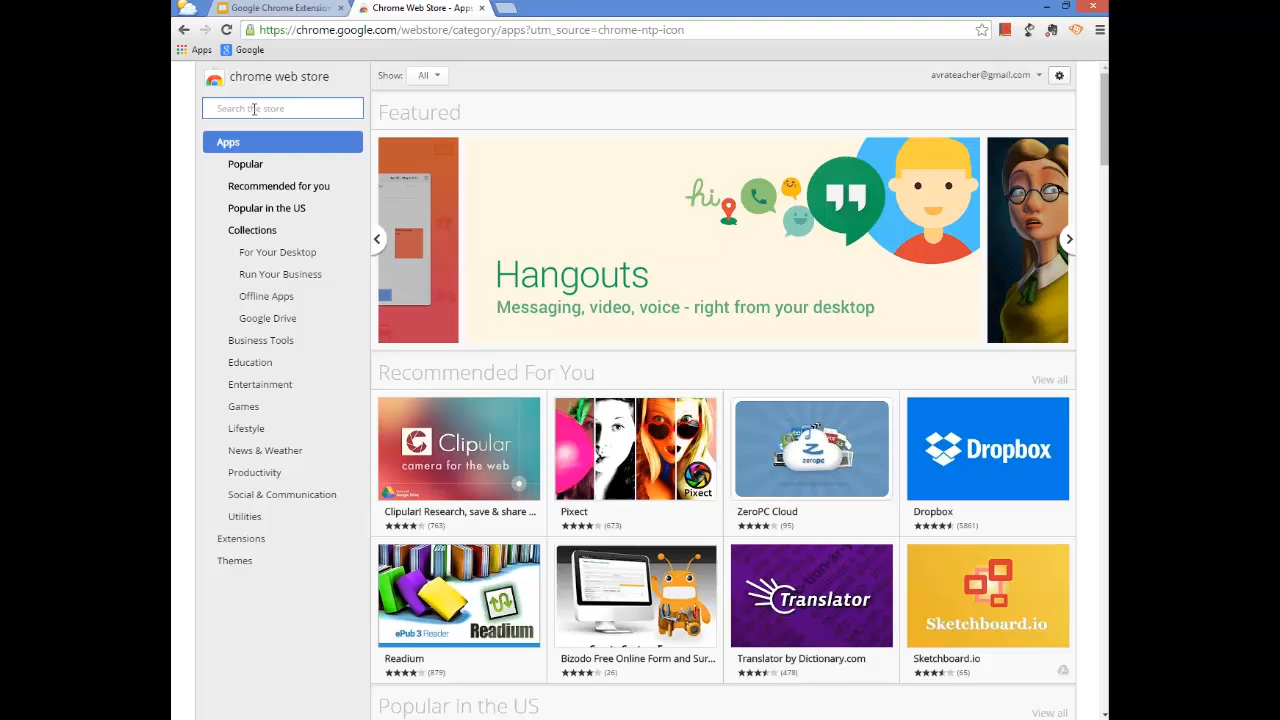 Google Chrome Extension
Chrome Web Store - Apps
https://chrome.google.com/webstore/category/apps?utm_source=chrome-ntp-icon
Apps
Google
chrome web store
Show:
All
avrateacher@gmail.com
Search the store
Featured
Apps
Popular
Recommended for you
Popular in the US
Collections
For Your Desktop
Run Your Business
Offline Apps
Google Drive
Business Tools
Education
Entertainment
Games
Lifestyle
News & Weather
Productivity
Social & Communication
Utilities
Extensions
Themes
hi
Hangouts
Messaging, video, voice - right from your desktop
Recommended For You
View all
Clipular
camera for the web
Pixect
zeropc
Dropbox
Clipular! Research, save & share ...
(763)
Pixect
(673)
ZeroPC Cloud
(95)
Dropbox
(5861)
ePub 3 Reader
Readium
Translator
Sketchboard.io
Readium
(879)
Bizodo Free Online Form and Sur...
(26)
Translator by Dictionary.com
(478)
Sketchboard.io
(65)
Popular in the US
View all